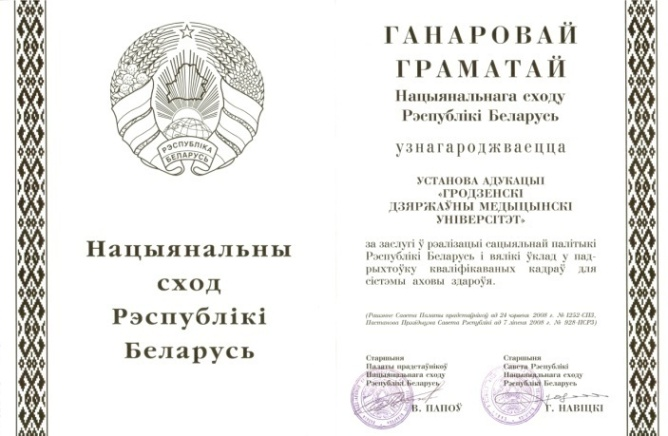 РЭСПУБЛІКА
БЕЛАРУСЬ
Нацыянальны
сход
Рэспублікі
Беларусь
ГАНАРОВАЙ
ГРАМАТАЙ
Нацыянальнага сходу
Рэспублікі Беларусь
узнагароджваецца
УСТАНОВА АДУКАЦЫІ
«ГРОДЗЕНСКІ
ДЗЯРЖАЎНЫ МЕДЫЦЫНСКІ
УНІВЕРСІТЭТ»
за заслугі ў рэалізацыі сацыяльнай палітыкі
Рэспублікі Беларусь і вялікі ўклад у пад-
рыхтоўку кваліфікаваных кадраў для
сістэмы аховы здароўя.
(Рашэнне Савета Палаты прадстаўнікоў ад 24 чэрвеня 2008 г. № 1252-СПЗ,
Пастанова Прэзідыума Савета Рэспублікі ад 7 ліпеня 2008 г. № 928-ПСРЗ)
Старшыня
Палаты прадстаўнікоў
Нацыянальнага сходу
Рэспублікі Беларусь
В. ПАПОЎ
Старшыня
Савета Рэспублікі
Нацыянальнага сходу
Рэспублікі Беларусь
Г. НАВІЦКІ